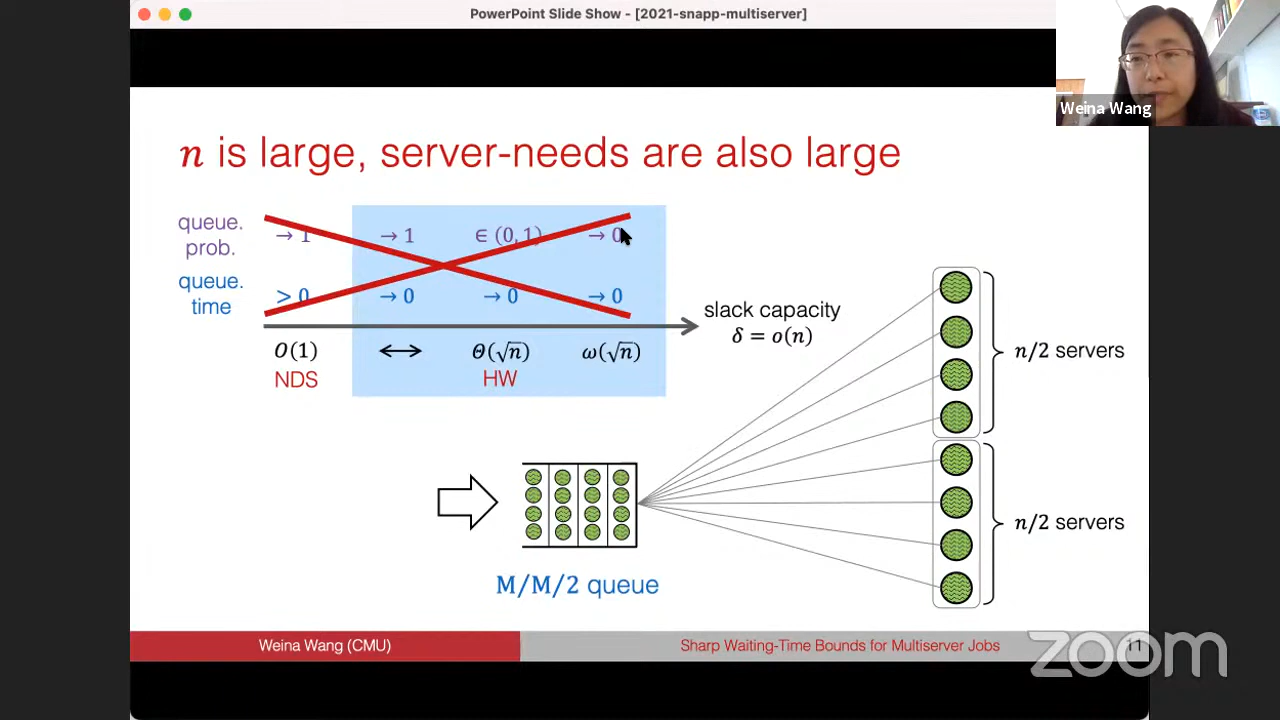 PowerPoint Slide Show - [2021-snapp-multiserver]
Weina Wang
n is large, server-needs are also large
queue. prob.
→ 1
→ 1
∈ (0, 1)
→ 0
queue. time
> 0
→ 0
→ 0
→ 0
slack capacity
δ = o(n)
O(1)
Θ(√n)
ω(√n)
NDS
HW
n/2 servers
n/2 servers
M/M/2 queue
Weina Wang (CMU)
Sharp Waiting-Time Bounds for Multiserver Jobs
11
zoom